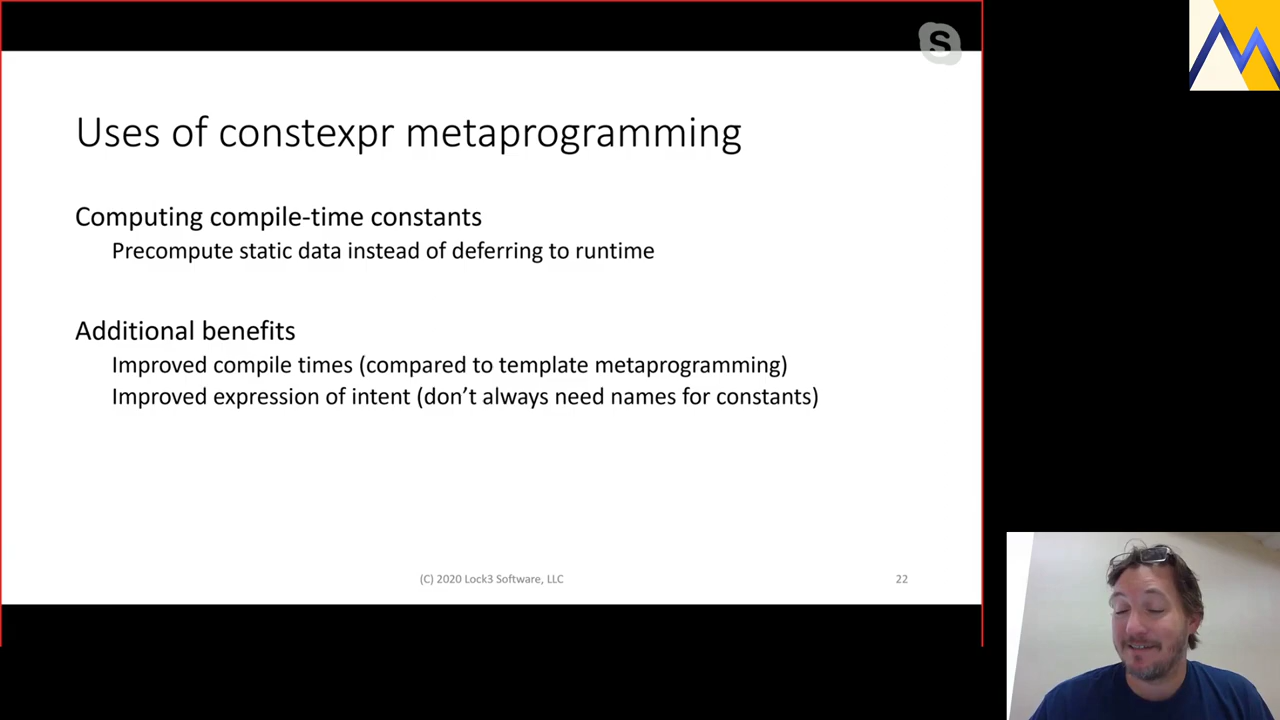 S
Uses of constexpr metaprogramming
Computing compile-time constants
Precompute static data instead of deferring to runtime
Additional benefits
Improved compile times (compared to template metaprogramming)
Improved expression of intent (don’t always need names for constants)
(C) 2020 Lock3 Software, LLC
22